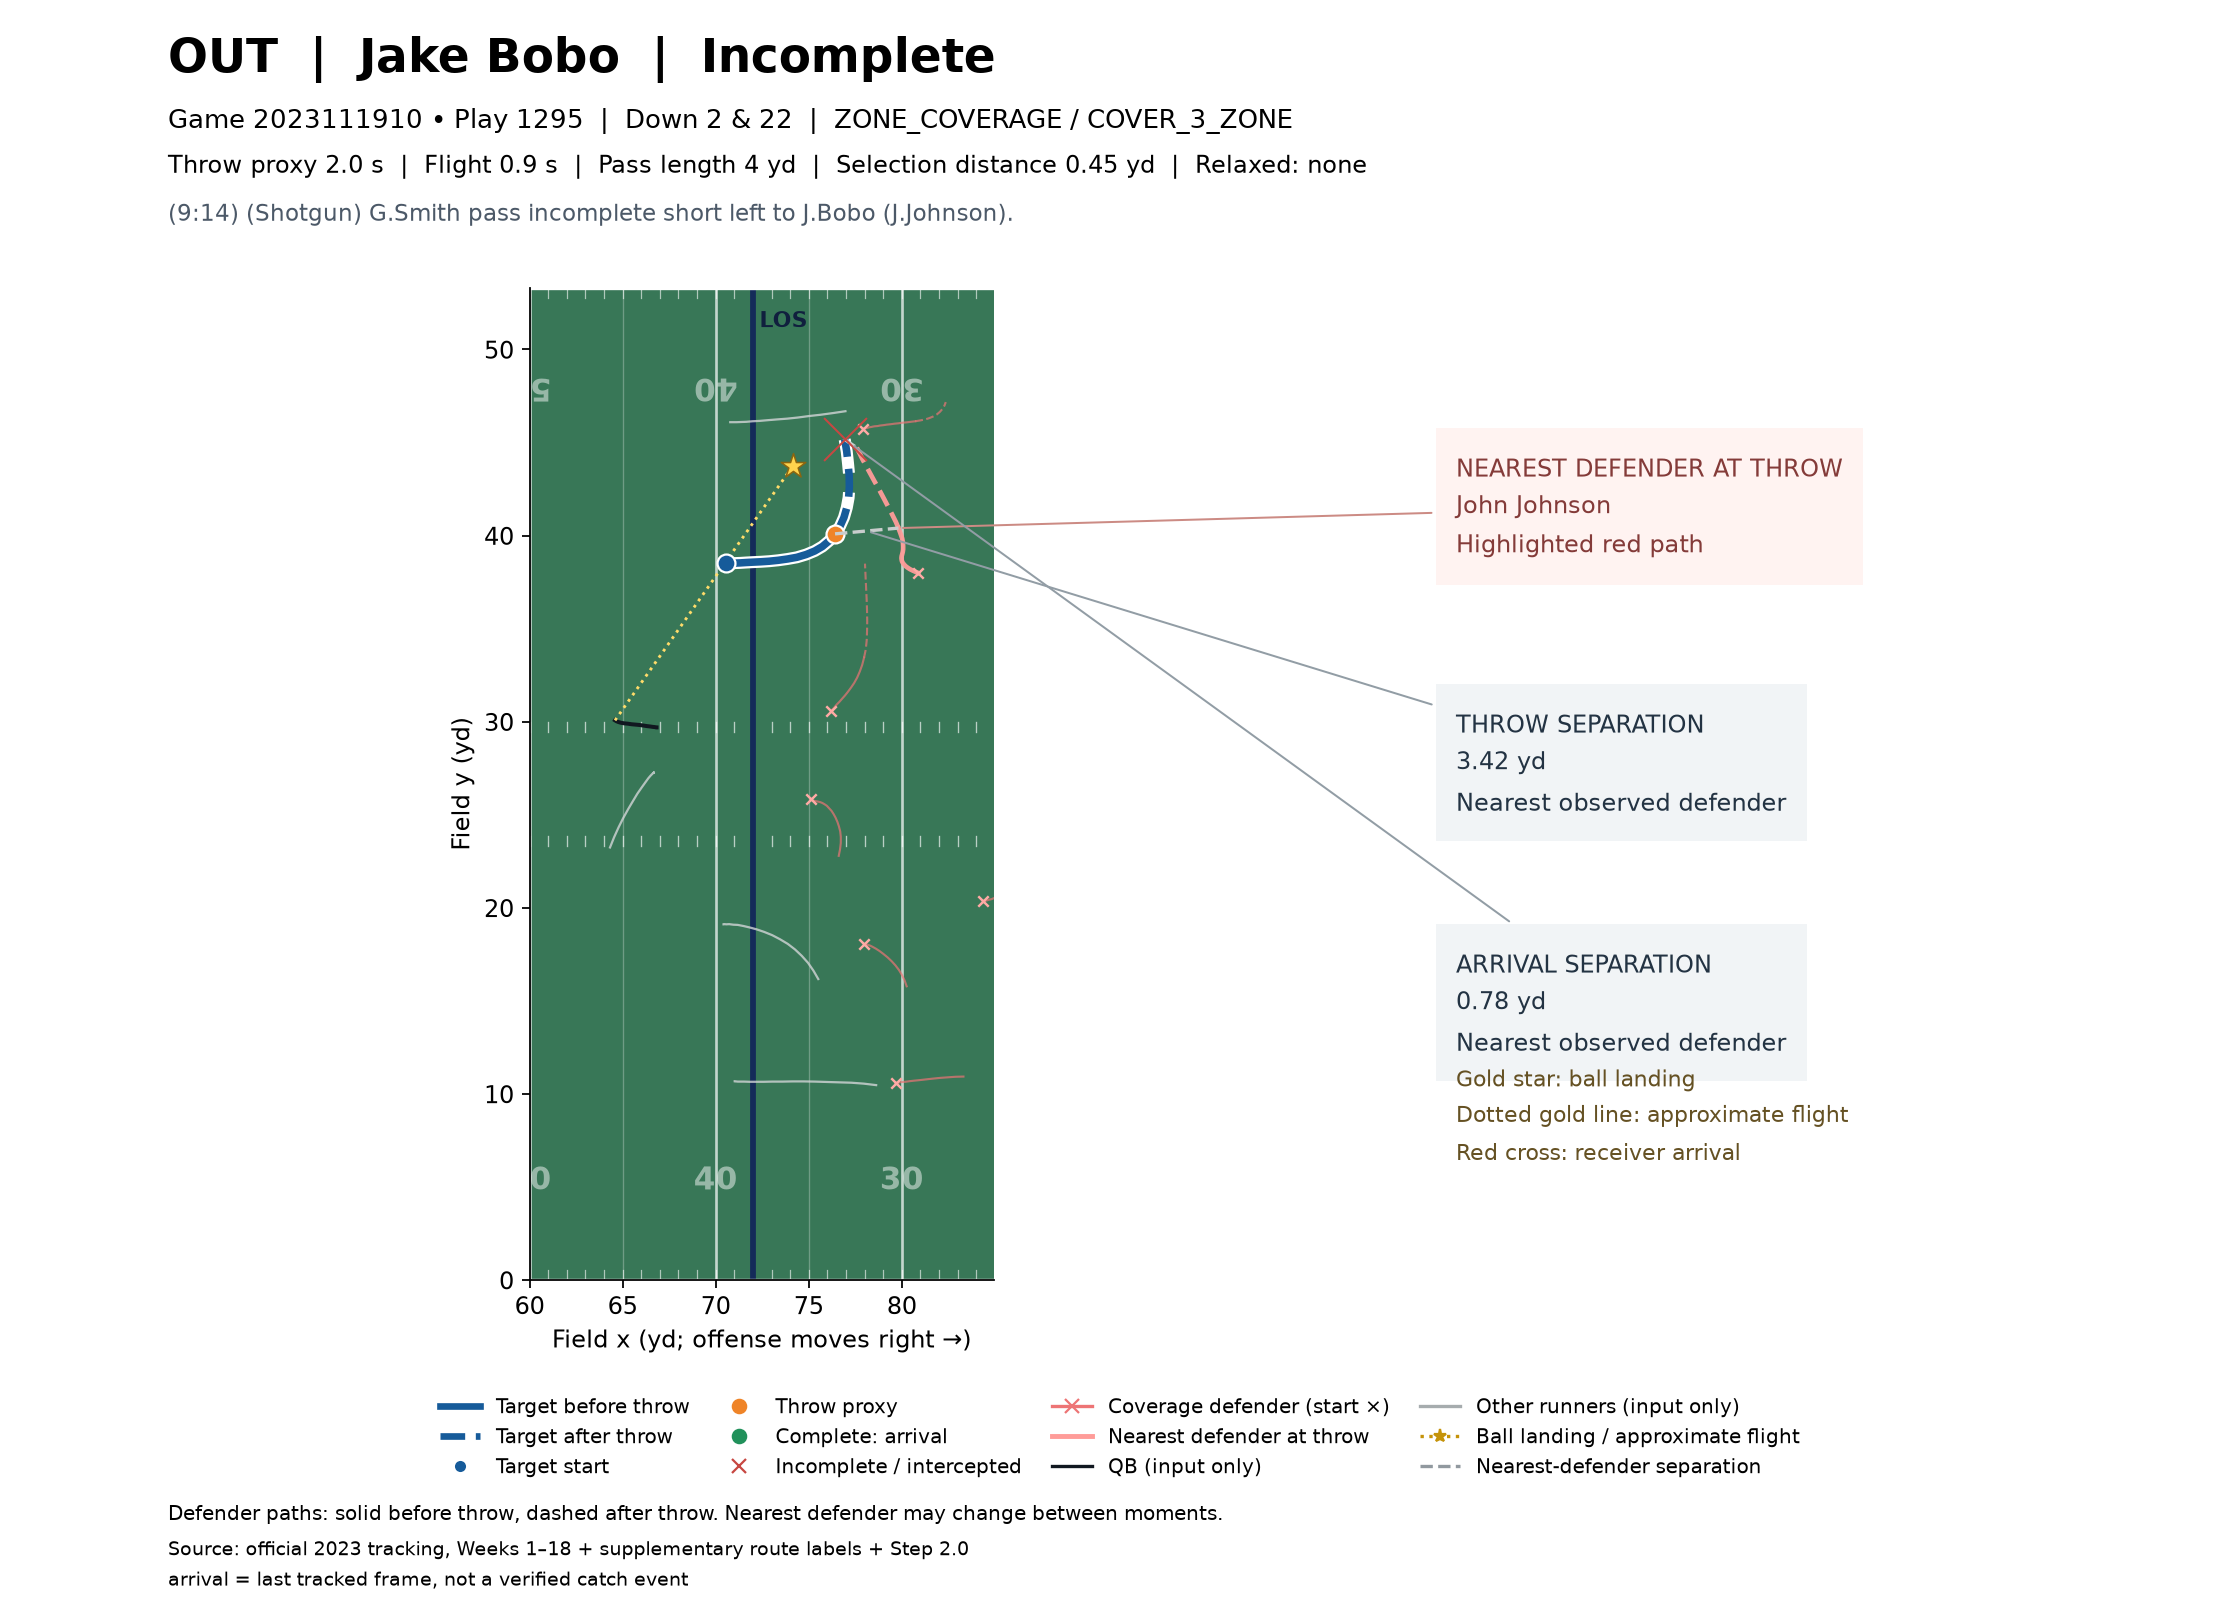 OUT | Jake Bobo | Incomplete
Game 2023111910 • Play 1295 | Down 2 & 22 | ZONE_COVERAGE / COVER_3_ZONE
Throw proxy 2.0 s | Flight 0.9 s | Pass length 4 yd | Selection distance 0.45 yd | Relaxed: none
(9:14) (Shotgun) G.Smith pass incomplete short left to J.Bobo (J.Johnson).
LOS
50
5 40 30
40
30
20
10
0
0 40 30
60 65 70 75 80
Field y (yd)
Field x (yd; offense moves right →)
NEAREST DEFENDER AT THROW
John Johnson
Highlighted red path
THROW SEPARATION
3.42 yd
Nearest observed defender
ARRIVAL SEPARATION
0.78 yd
Nearest observed defender
Gold star: ball landing
Dotted gold line: approximate flight
Red cross: receiver arrival
Target before throw
Target after throw
Target start
Throw proxy
Complete: arrival
Incomplete / intercepted
Coverage defender (start ×)
Nearest defender at throw
QB (input only)
Other runners (input only)
Ball landing / approximate flight
Nearest-defender separation
Defender paths: solid before throw, dashed after throw. Nearest defender may change between moments.
Source: official 2023 tracking, Weeks 1–18 + supplementary route labels + Step 2.0
arrival = last tracked frame, not a verified catch event